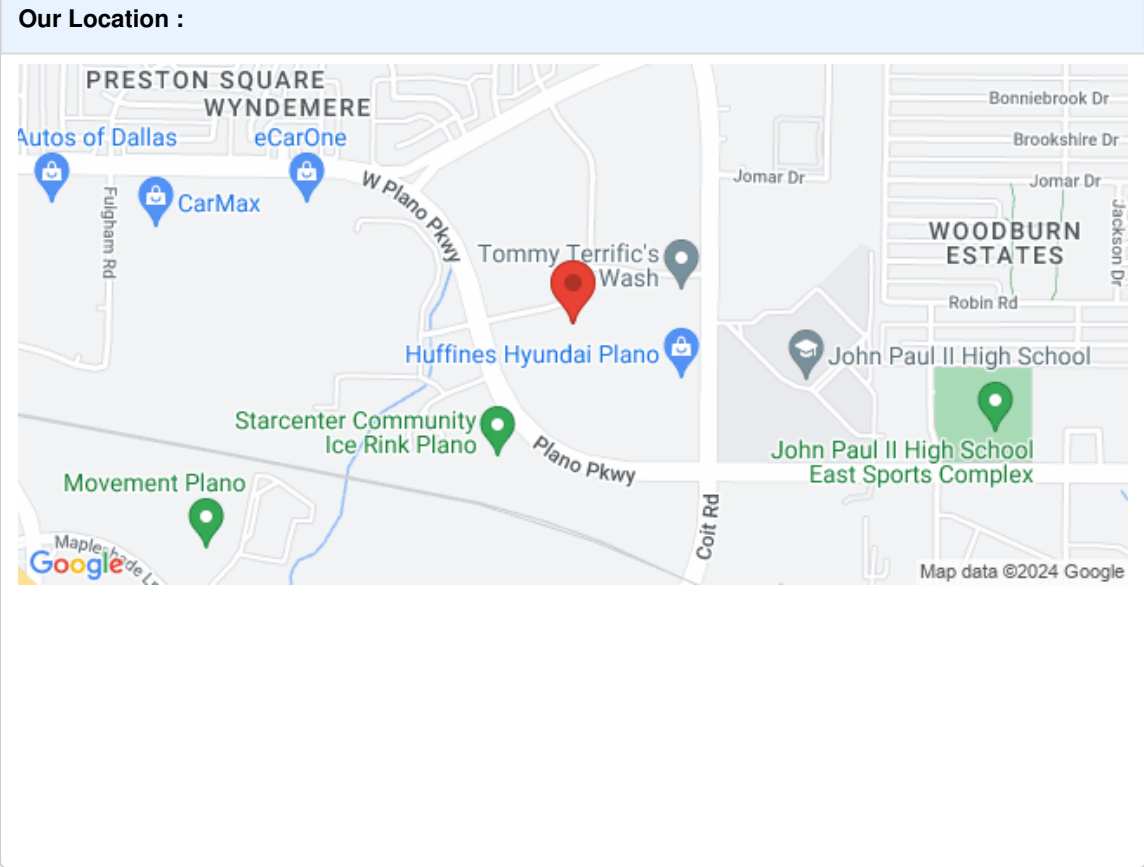 Our Location :
PRESTON SQUARE
WYNDEMERE
Autos of Dallas
eCarOne
CarMax
Fulgham Rd
W Plano Pkwy
Tommy Terrific's
Wash
Huffines Hyundai Plano
Starcenter Community
Ice Rink Plano
Movement Plano
Plano Pkwy
Coit Rd
Bonniebrook Dr
Brookshire Dr
Jomar Dr
Jomar Dr
Jackson Dr
WOODBURN
ESTATES
Robin Rd
John Paul II High School
John Paul II High School
East Sports Complex
Google
Map data ©2024 Google